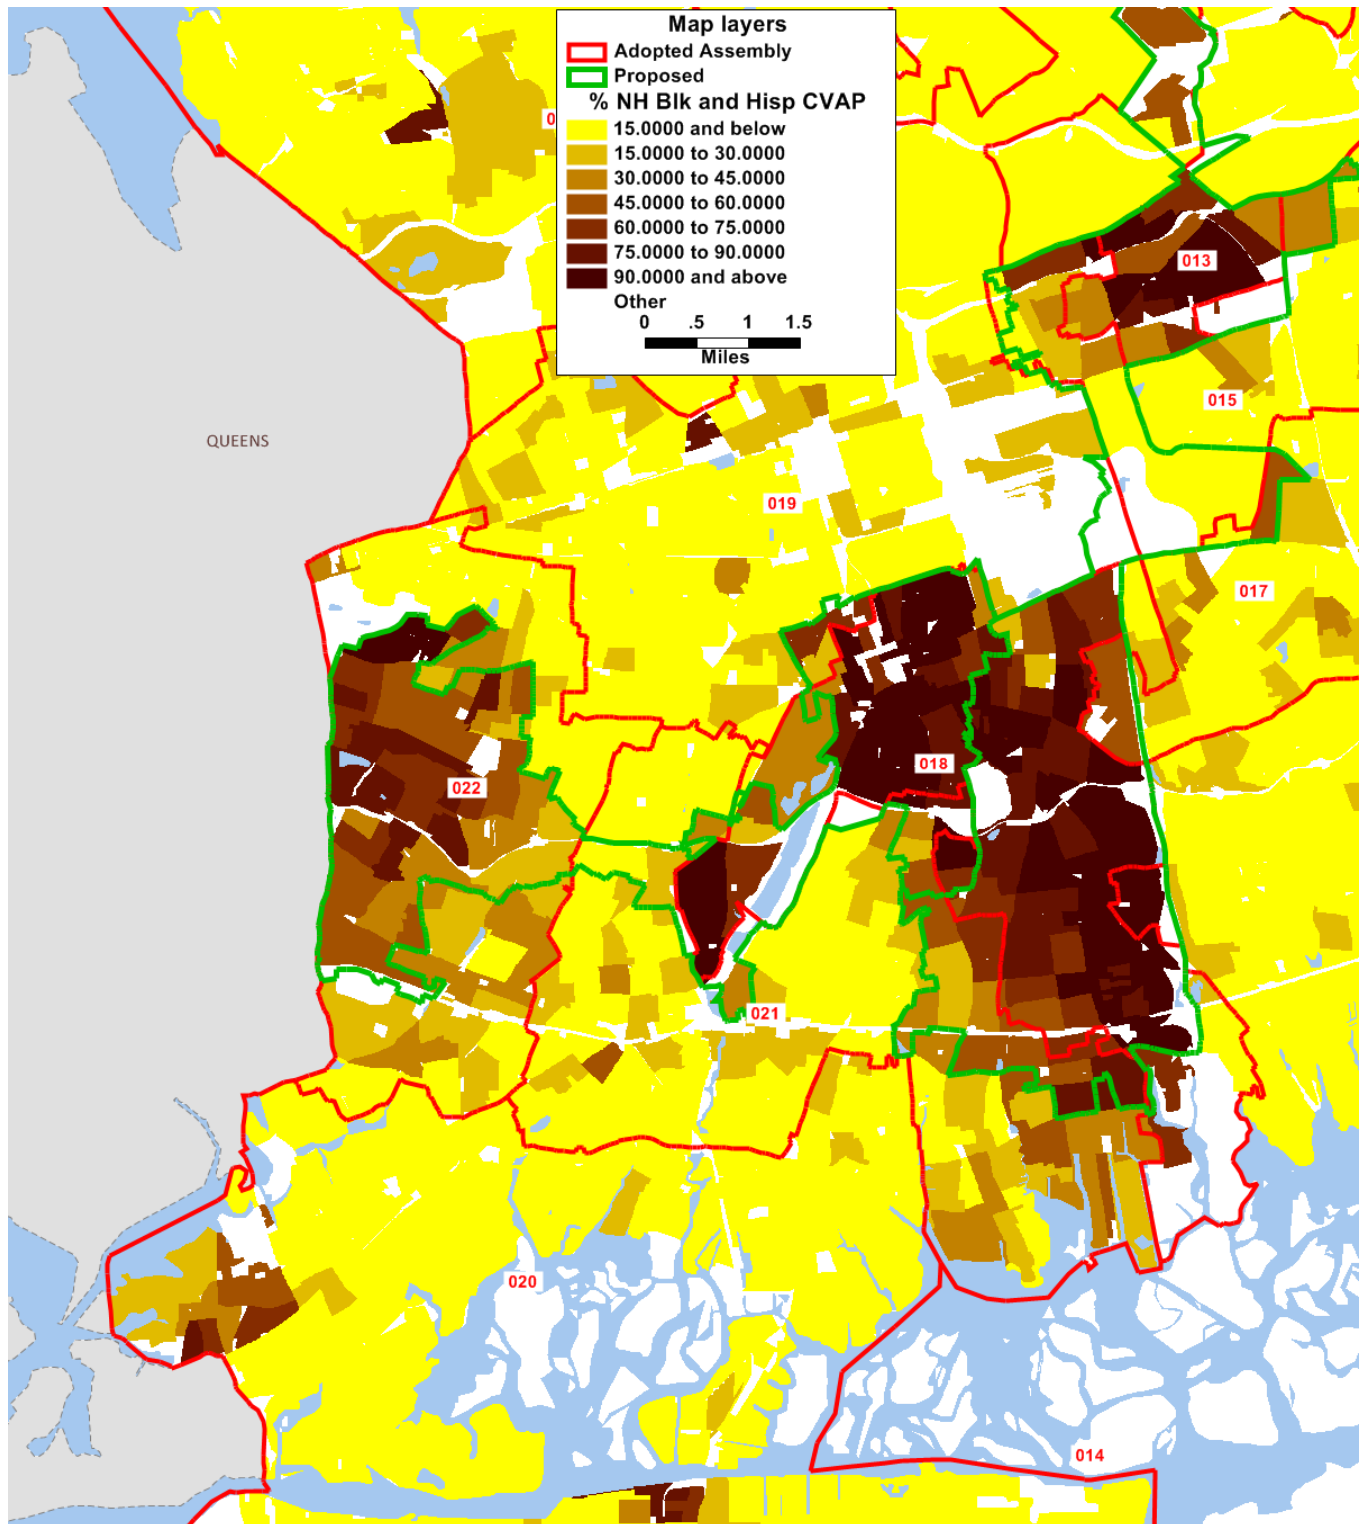 Map layers
Adopted Assembly
Proposed
% NH Blk and Hisp CVAP
15.0000 and below
15.0000 to 30.0000
30.0000 to 45.0000
45.0000 to 60.0000
60.0000 to 75.0000
75.0000 to 90.0000
90.0000 and above
Other
0 .5 1 1.5
Miles
0
013
015
QUEENS
019
017
018
022
021
020
014